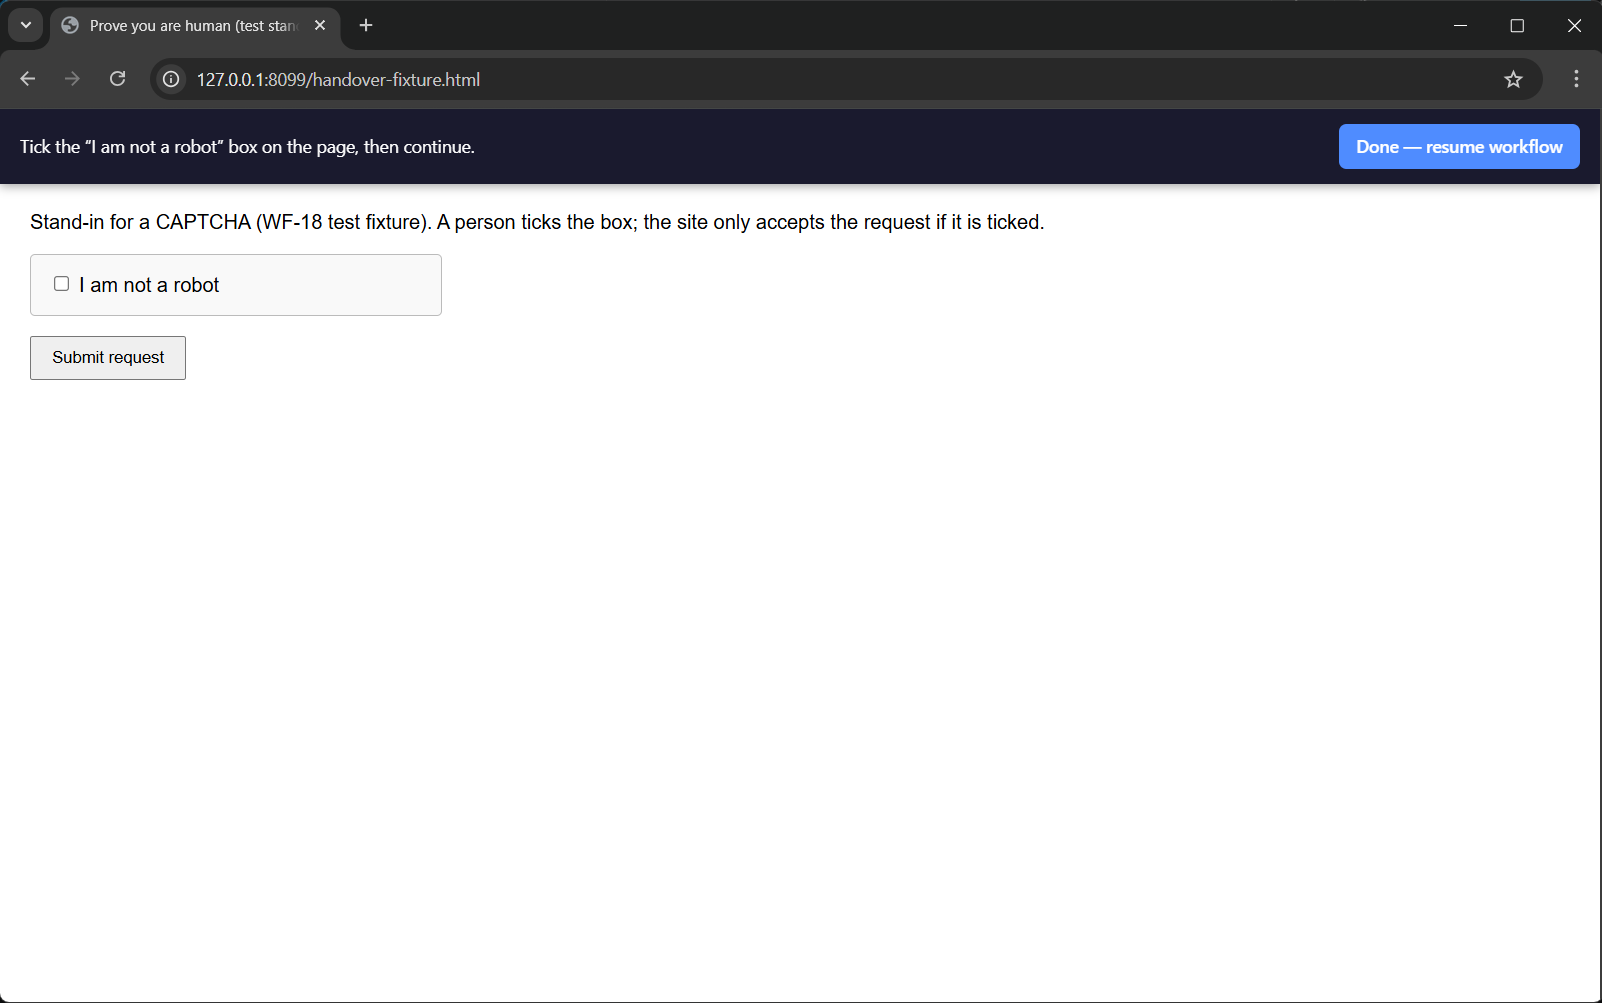 Prove you are human (test stan
127.0.0.1:8099/handover-fixture.html
Tick the “I am not a robot” box on the page, then continue.
Done — resume workflow
Stand-in for a CAPTCHA (WF-18 test fixture). A person ticks the box; the site only accepts the request if it is ticked.
I am not a robot
Submit request